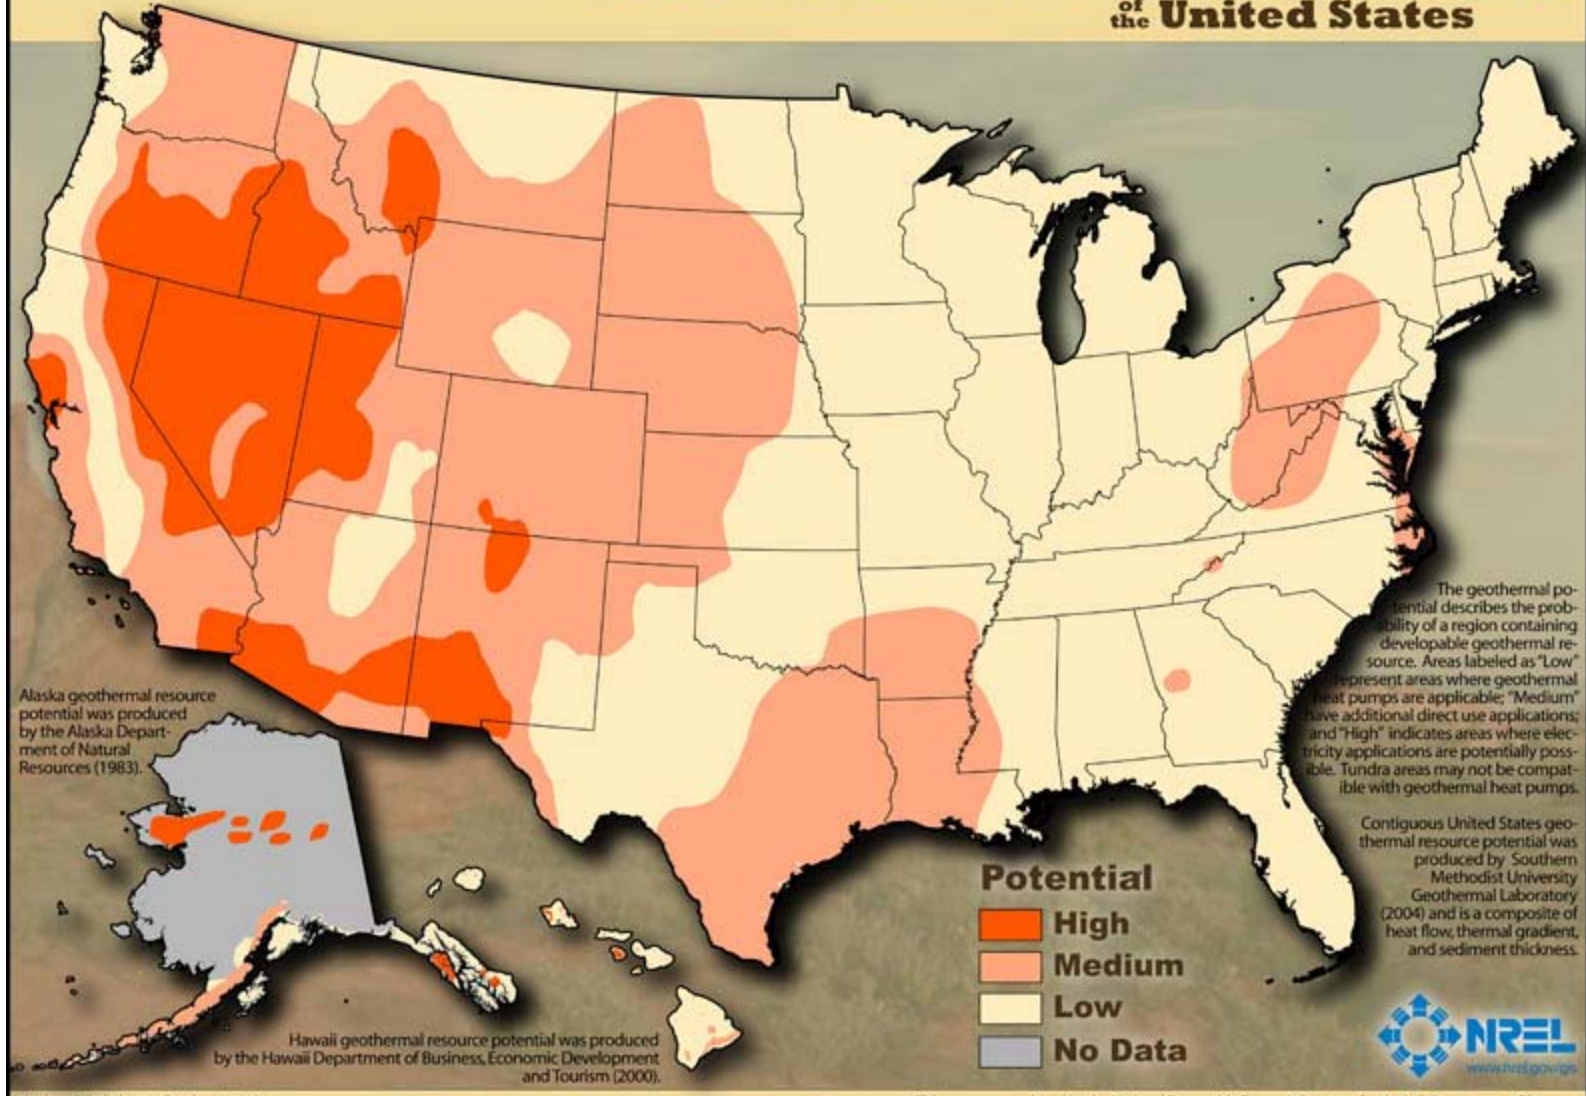 of
the United States
The geothermal po-
tential describes the prob-
ability of a region containing
developable geothermal re-
source. Areas labeled as "Low"
represent areas where geothermal
heat pumps are applicable; "Medium"
have additional direct use applications;
and "High" indicates areas where elec-
tricity applications are potentially poss-
ible. Tundra areas may not be compat-
ible with geothermal heat pumps.
Contiguous United States geo-
thermal resource potential was
produced by Southern
Methodist University
Geothermal Laboratory
(2004) and is a composite of
heat flow, thermal gradient,
and sediment thickness.
Alaska geothermal resource
potential was produced
by the Alaska Depart-
ment of Natural
Resources (1983).
Hawaii geothermal resource potential was produced
by the Hawaii Department of Business, Economic Development
and Tourism (2000).
Potential
High
Medium
Low
No Data
NREL
www.nrel.gov/gis